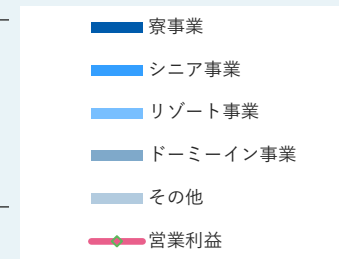 寮事業
シニア事業
リゾート事業
ドーミーイン事業
その他
営業利益